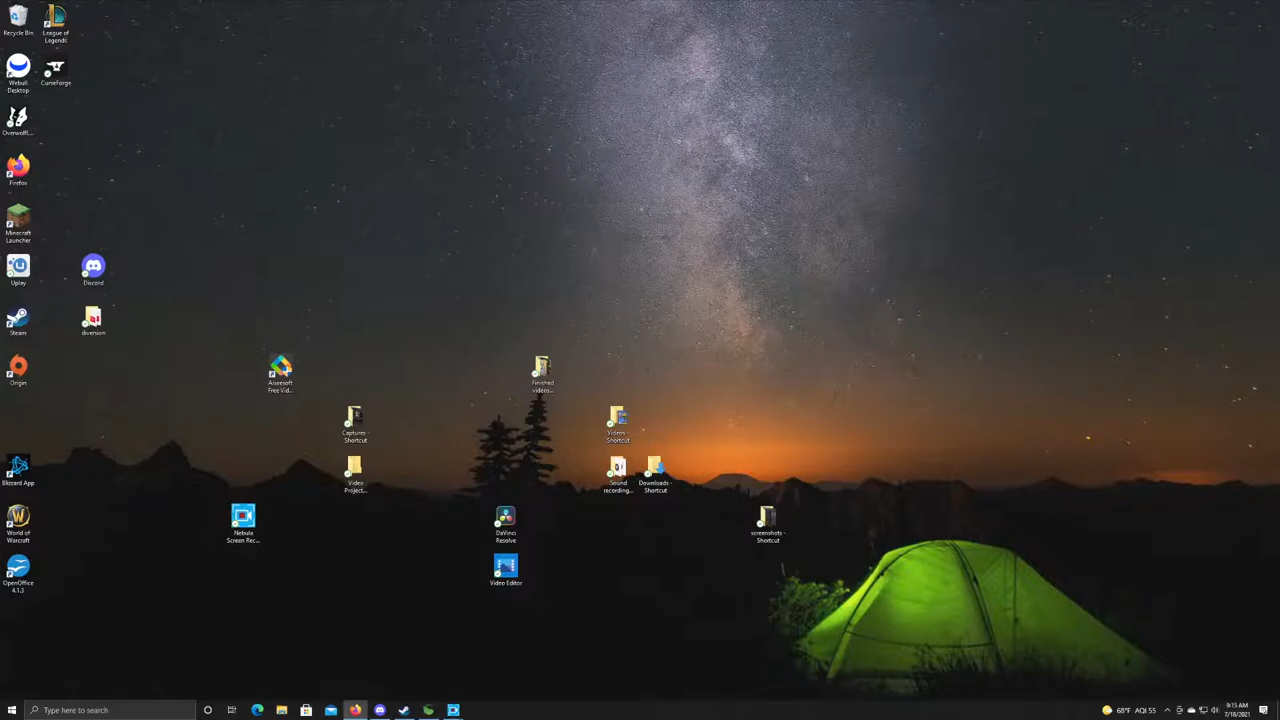 Recycle Bin
League of
Legends
Webull
Desktop
CurseForge
OverwolfL...
Firefox
Minecraft
Launcher
Uplay
Discord
Steam
diversion
Origin
Aiseesoft
Free Vid...
Finished
videos...
Captures -
Shortcut
Videos -
Shortcut
Blizzard App
Video
Project...
Sound
recording...
Downloads -
Shortcut
World of
Warcraft
Nebula
Screen Rec...
DaVinci
Resolve
screenshots -
Shortcut
OpenOffice
4.1.3
Video Editor
Type here to search
68°F AQI 55
9:15 AM
7/18/2021